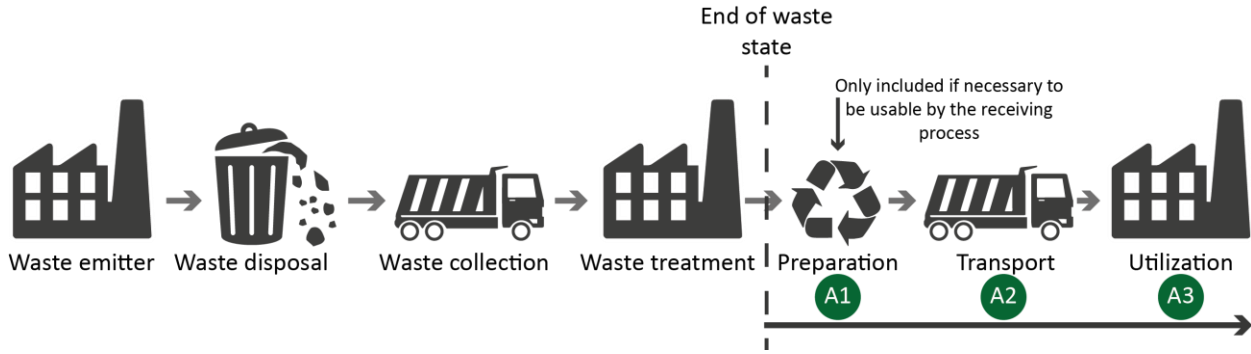 End of waste
state
Only included if necessary to
be usable by the receiving
process
Waste emitter
Waste disposal
Waste collection
Waste treatment
Preparation
Transport
Utilization
A1
A2
A3